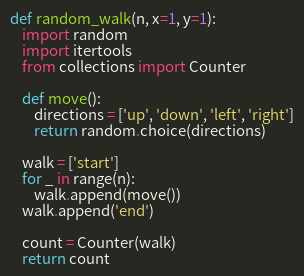 def random_walk(n, x=1, y=1):
    import random
    import itertools
    from collections import Counter

    def move():
        directions = ['up', 'down', 'left', 'right']
        return random.choice(directions)

    walk = ['start']
    for _ in range(n):
        walk.append(move())
    walk.append('end')

    count = Counter(walk)
    return count